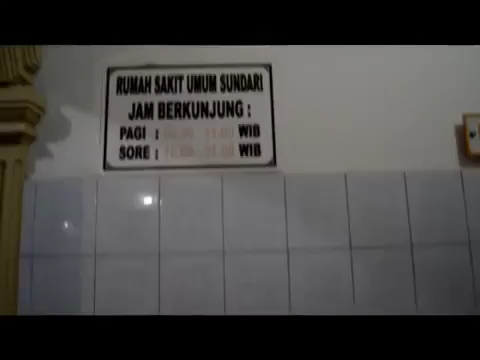 RUMAH SAKIT UMUM SUNDARI
JAM BERKUNJUNG :
PAGI : WIB
SORE : WIB